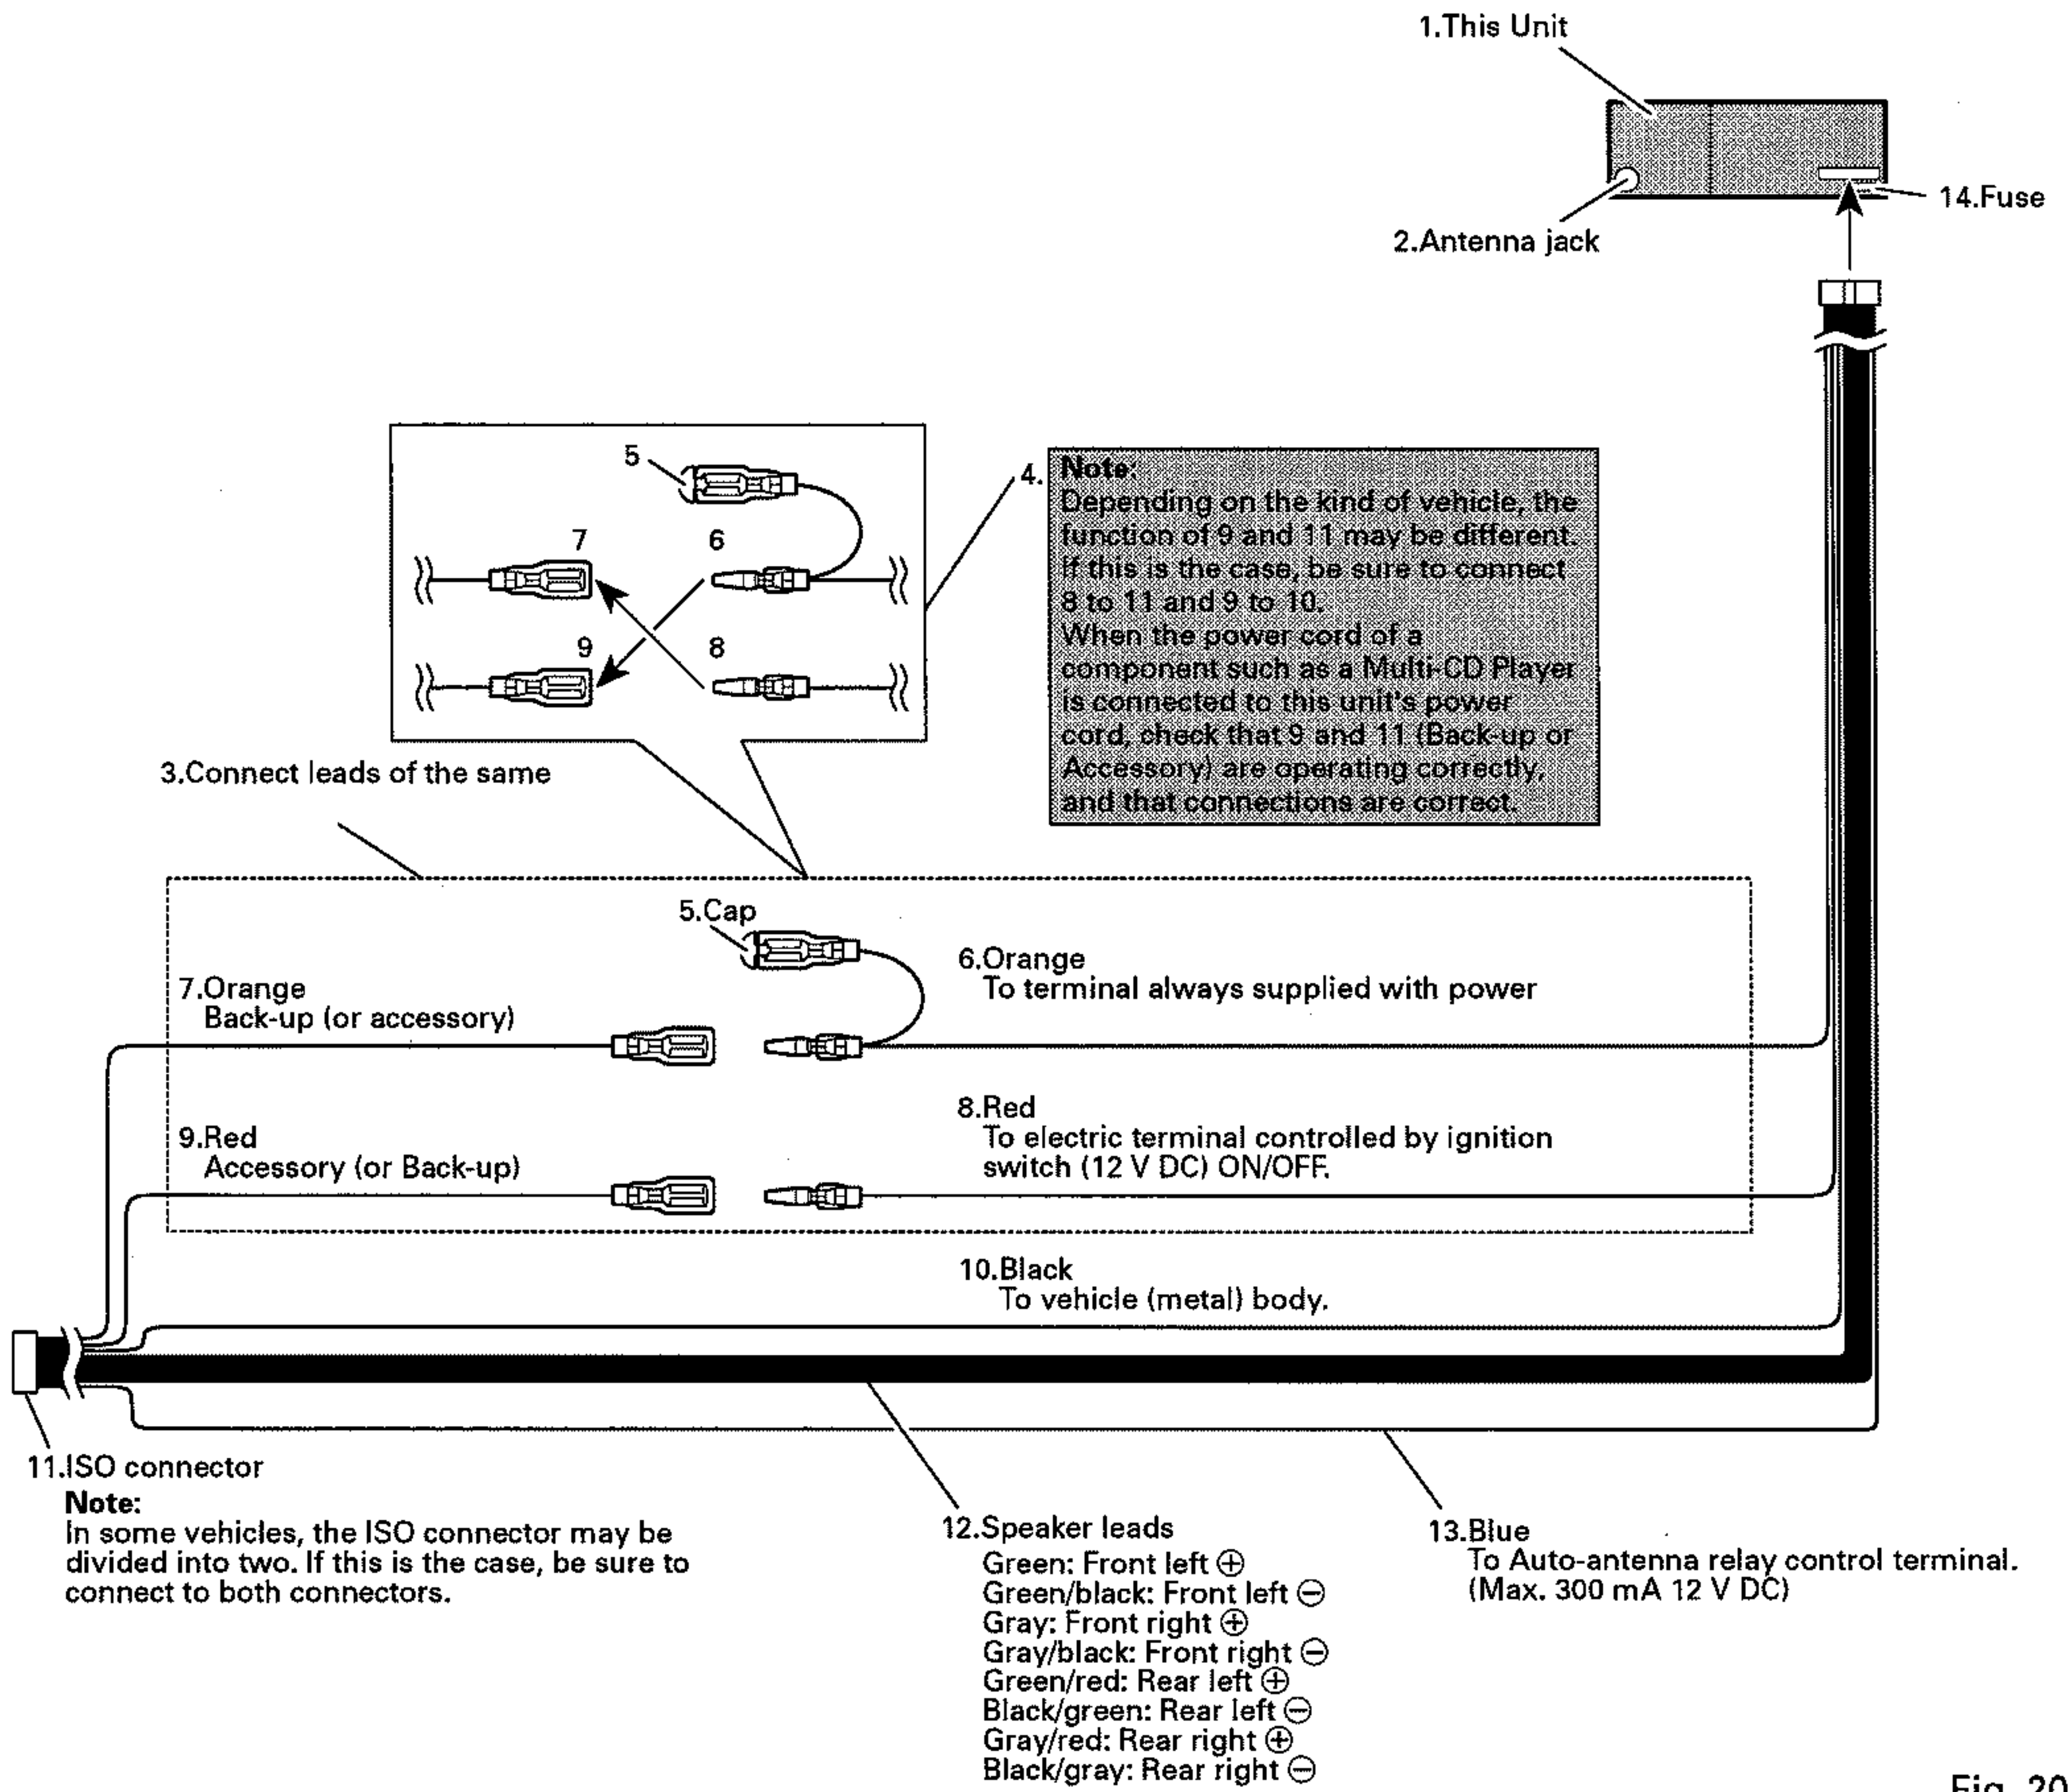 1.This Unit
14.Fuse
2.Antenna jack
5
7
6
9
8
4.
Note:
Depending on the kind of vehicle, the
function of 9 and 11 may be different.
If this is the case, be sure to connect
8 to 11 and 9 to 10.
When the power cord of a
component such as a Multi-CD Player
is connected to this unit's power
cord, check that 9 and 11 (Back-up or
Accessory) are operating correctly,
and that connections are correct.
3.Connect leads of the same
5.Cap
6.Orange
To terminal always supplied with power
7.Orange
Back-up (or accessory)
8.Red
To electric terminal controlled by ignition
switch (12 V DC) ON/OFF.
9.Red
Accessory (or Back-up)
10.Black
To vehicle (metal) body.
11.ISO connector
Note:
In some vehicles, the ISO connector may be
divided into two. If this is the case, be sure to
connect to both connectors.
12.Speaker leads
Green: Front left ⊕
Green/black: Front left ⊖
Gray: Front right ⊕
Gray/black: Front right ⊖
Green/red: Rear left ⊕
Black/green: Rear left ⊖
Gray/red: Rear right ⊕
Black/gray: Rear right ⊖
13.Blue
To Auto-antenna relay control terminal.
(Max. 300 mA 12 V DC)
Fig. 20